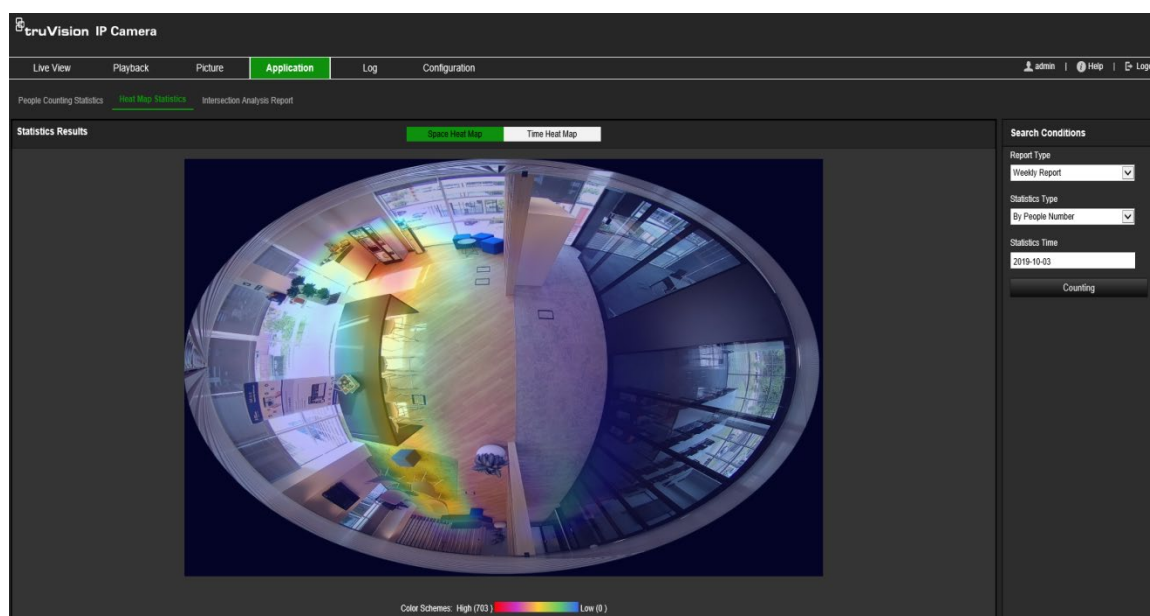 truVision IP Camera
Live View Playback Picture Application Log Configuration admin | Help | Logo
People Counting Statistics Heat Map Statistics Intersection Analysis Report
Statistics Results Space Heat Map Time Heat Map Search Conditions
Report Type
Weekly Report
Statistics Type
By People Number
Statistics Time
2019-10-03
Counting
Color Schemes: High (703 ) Low (0 )